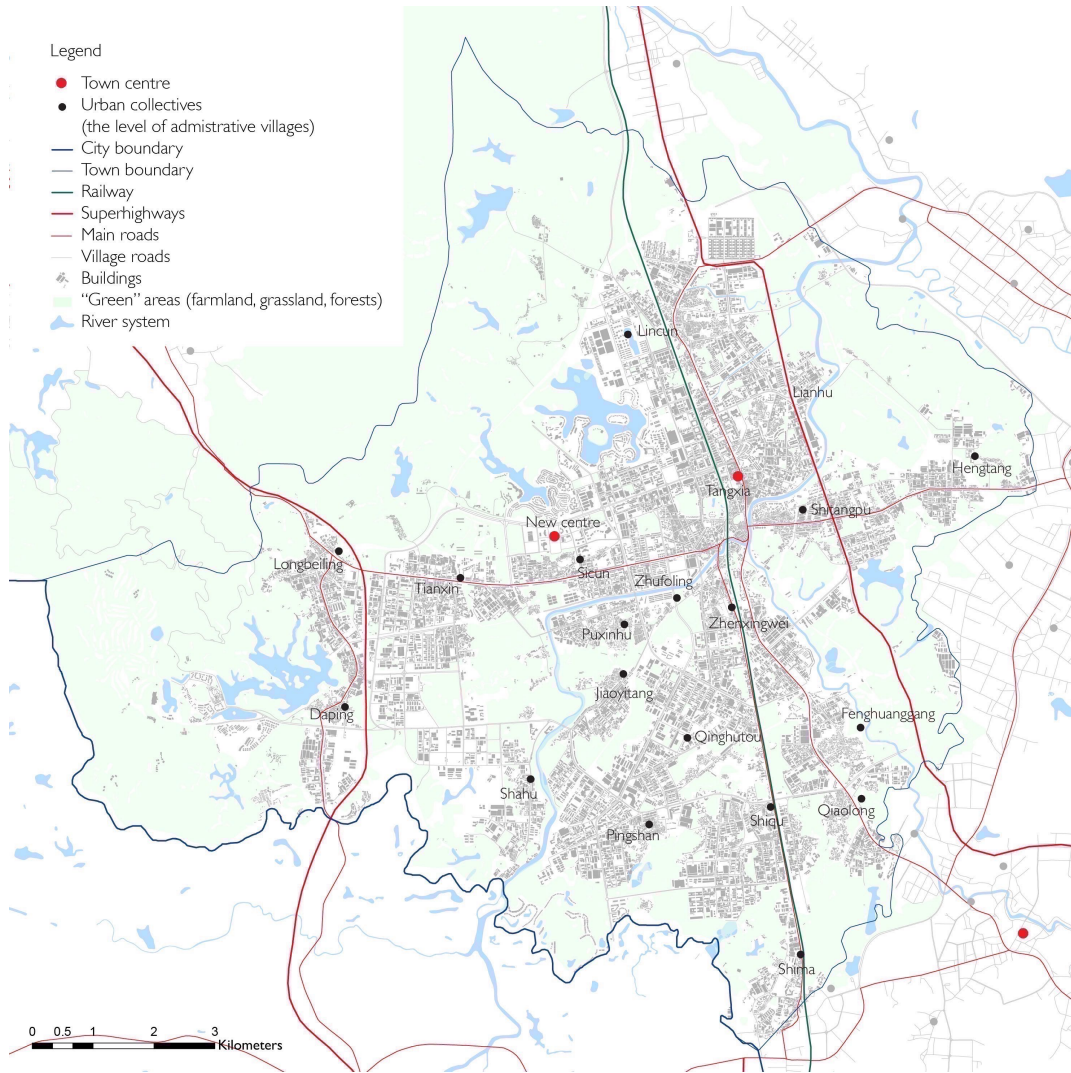 Legend
Town centre
Urban collectives
(the level of admistrative villages)
City boundary
Town boundary
Railway
Superhighways
Main roads
Village roads
Buildings
“Green” areas (farmland, grassland, forests)
River system
Lincun
Lianhu
Hengtang
Tangxia
Shitangpu
New centre
Longbeiling
Sicun
Tianxin
Zhufoling
Zhenxingwei
Puxinhu
Jiaoyitang
Daping
Fenghuanggang
Qinghutou
Shahu
Qiaolong
Shiqu
Pingshan
Shima
0 0.5 1 2 3
Kilometers